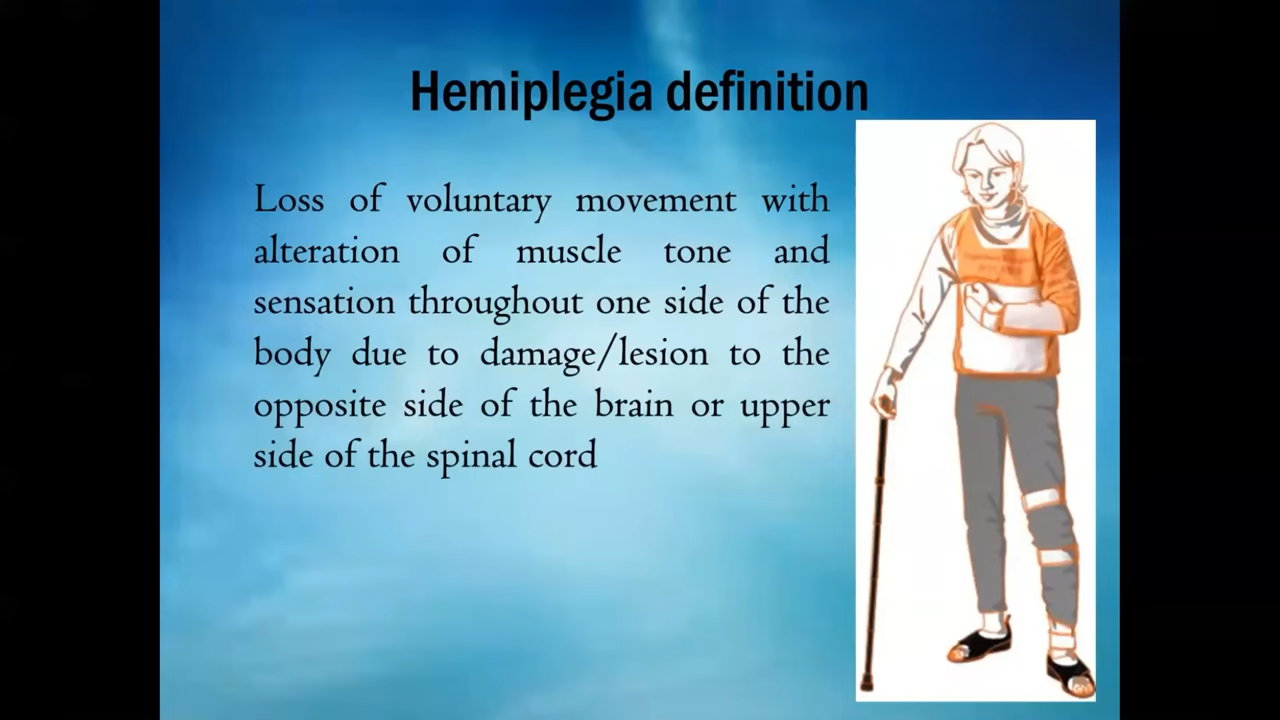 Hemiplegia definition
Loss of voluntary movement with
alteration of muscle tone and
sensation throughout one side of the
body due to damage/lesion to the
opposite side of the brain or upper
side of the spinal cord